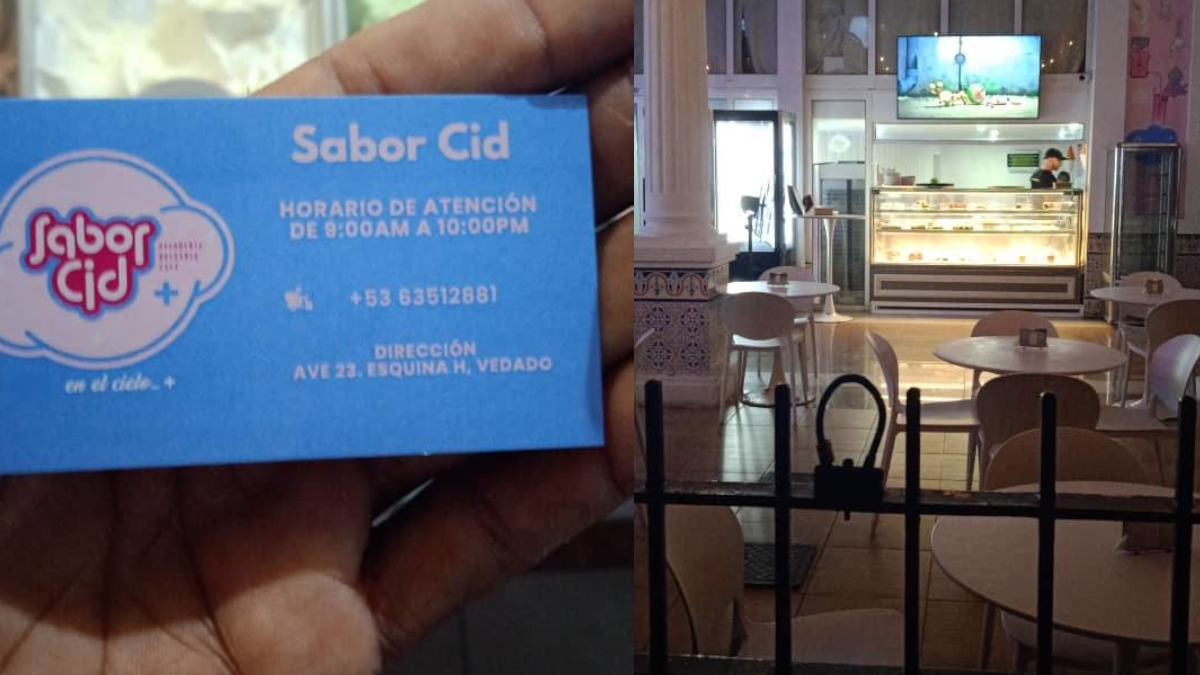 Sabor Cid
HORARIO DE ATENCIÓN
DE 9:00AM A 10:00PM
+53 63512881
DIRECCIÓN
AVE 23. ESQUINA H, VEDADO
Sabor
Cid
+
en el cielo... +